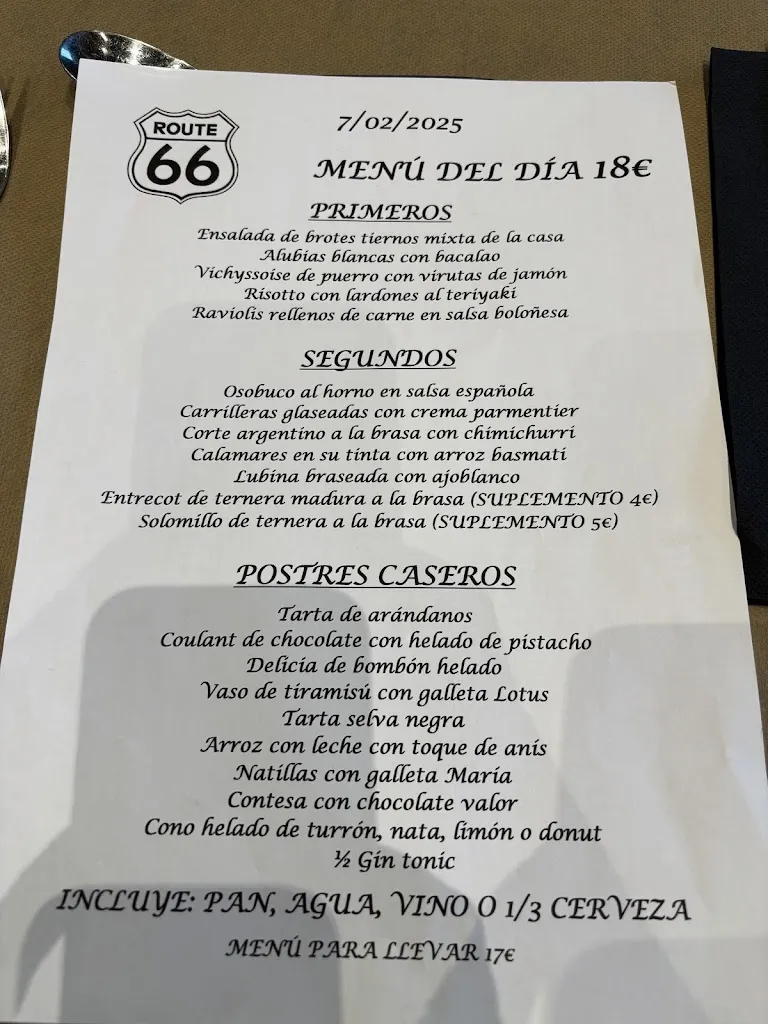 ROUTE
66
7/02/2025
MENÚ DEL DÍA 18€
PRIMEROS
Ensalada de brotes tiernos mixta de la casa
Alubias blancas con bacalao
Vichyssoise de puerro con virutas de jamón
Risotto con lardones al teriyaki
Raviolis rellenos de carne en salsa boloñesa
SEGUNDOS
Osobuco al horno en salsa española
Carrilleras glaseadas con crema parmentier
Corte argentino a la brasa con chimichurri
Calamares en su tinta con arroz basmati
Lubina braseada con ajoblanco
Entrecot de ternera madura a la brasa (SUPLEMENTO 4€)
Solomillo de ternera a la brasa (SUPLEMENTO 5€)
POSTRES CASEROS
Tarta de arándanos
Coulant de chocolate con helado de pistacho
Delicia de bombón helado
Vaso de tiramisú con galleta Lotus
Tarta selva negra
Arroz con leche con toque de anís
Natillas con galleta María
Contesa con chocolate valor
Cono helado de turrón, nata, limón o donut
½ Gin tonic
INCLUYE: PAN, AGUA, VINO O 1/3 CERVEZA
MENÚ PARA LLEVAR 17€